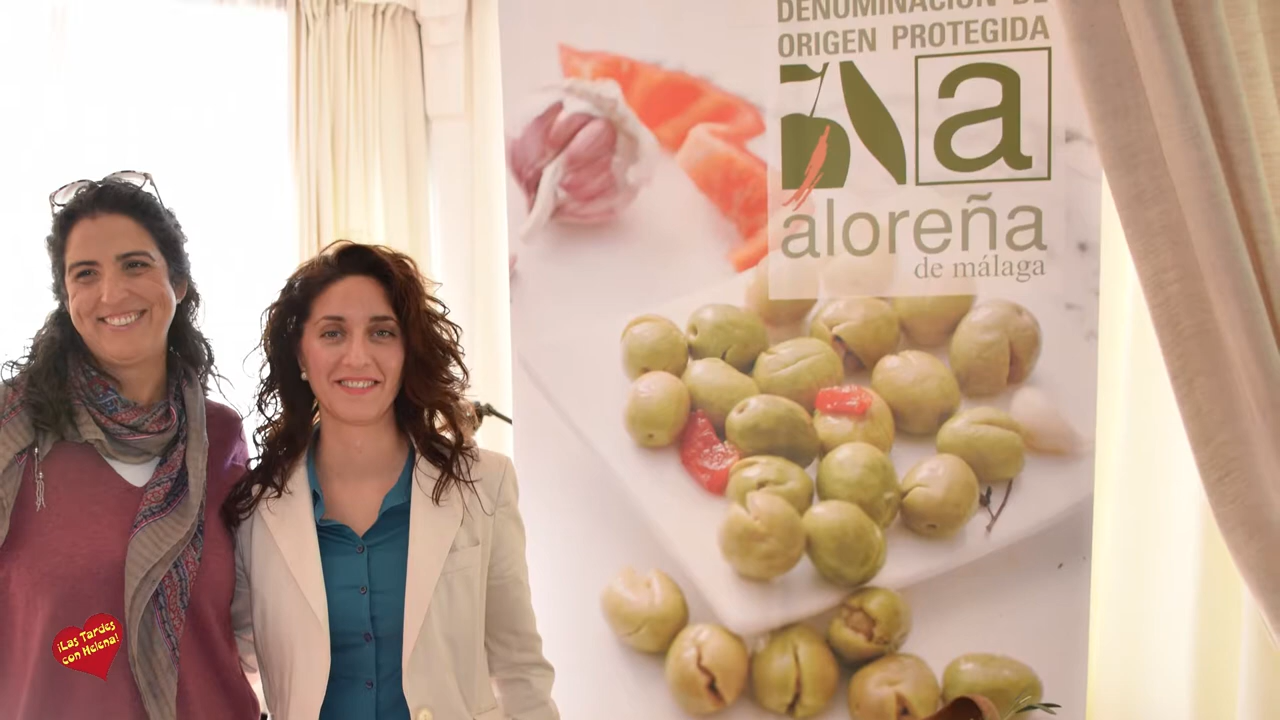 DENOMINACIÓN DE
ORIGEN PROTEGIDA
a
aloreña
de málaga
¡Las Tardes
con Helena!